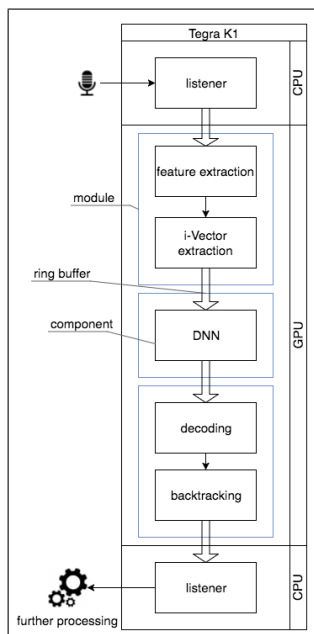 Tegra K1
listener
CPU
feature extraction
module
i-Vector
extraction
ring buffer
component
DNN
GPU
decoding
backtracking
listener
CPU
further processing